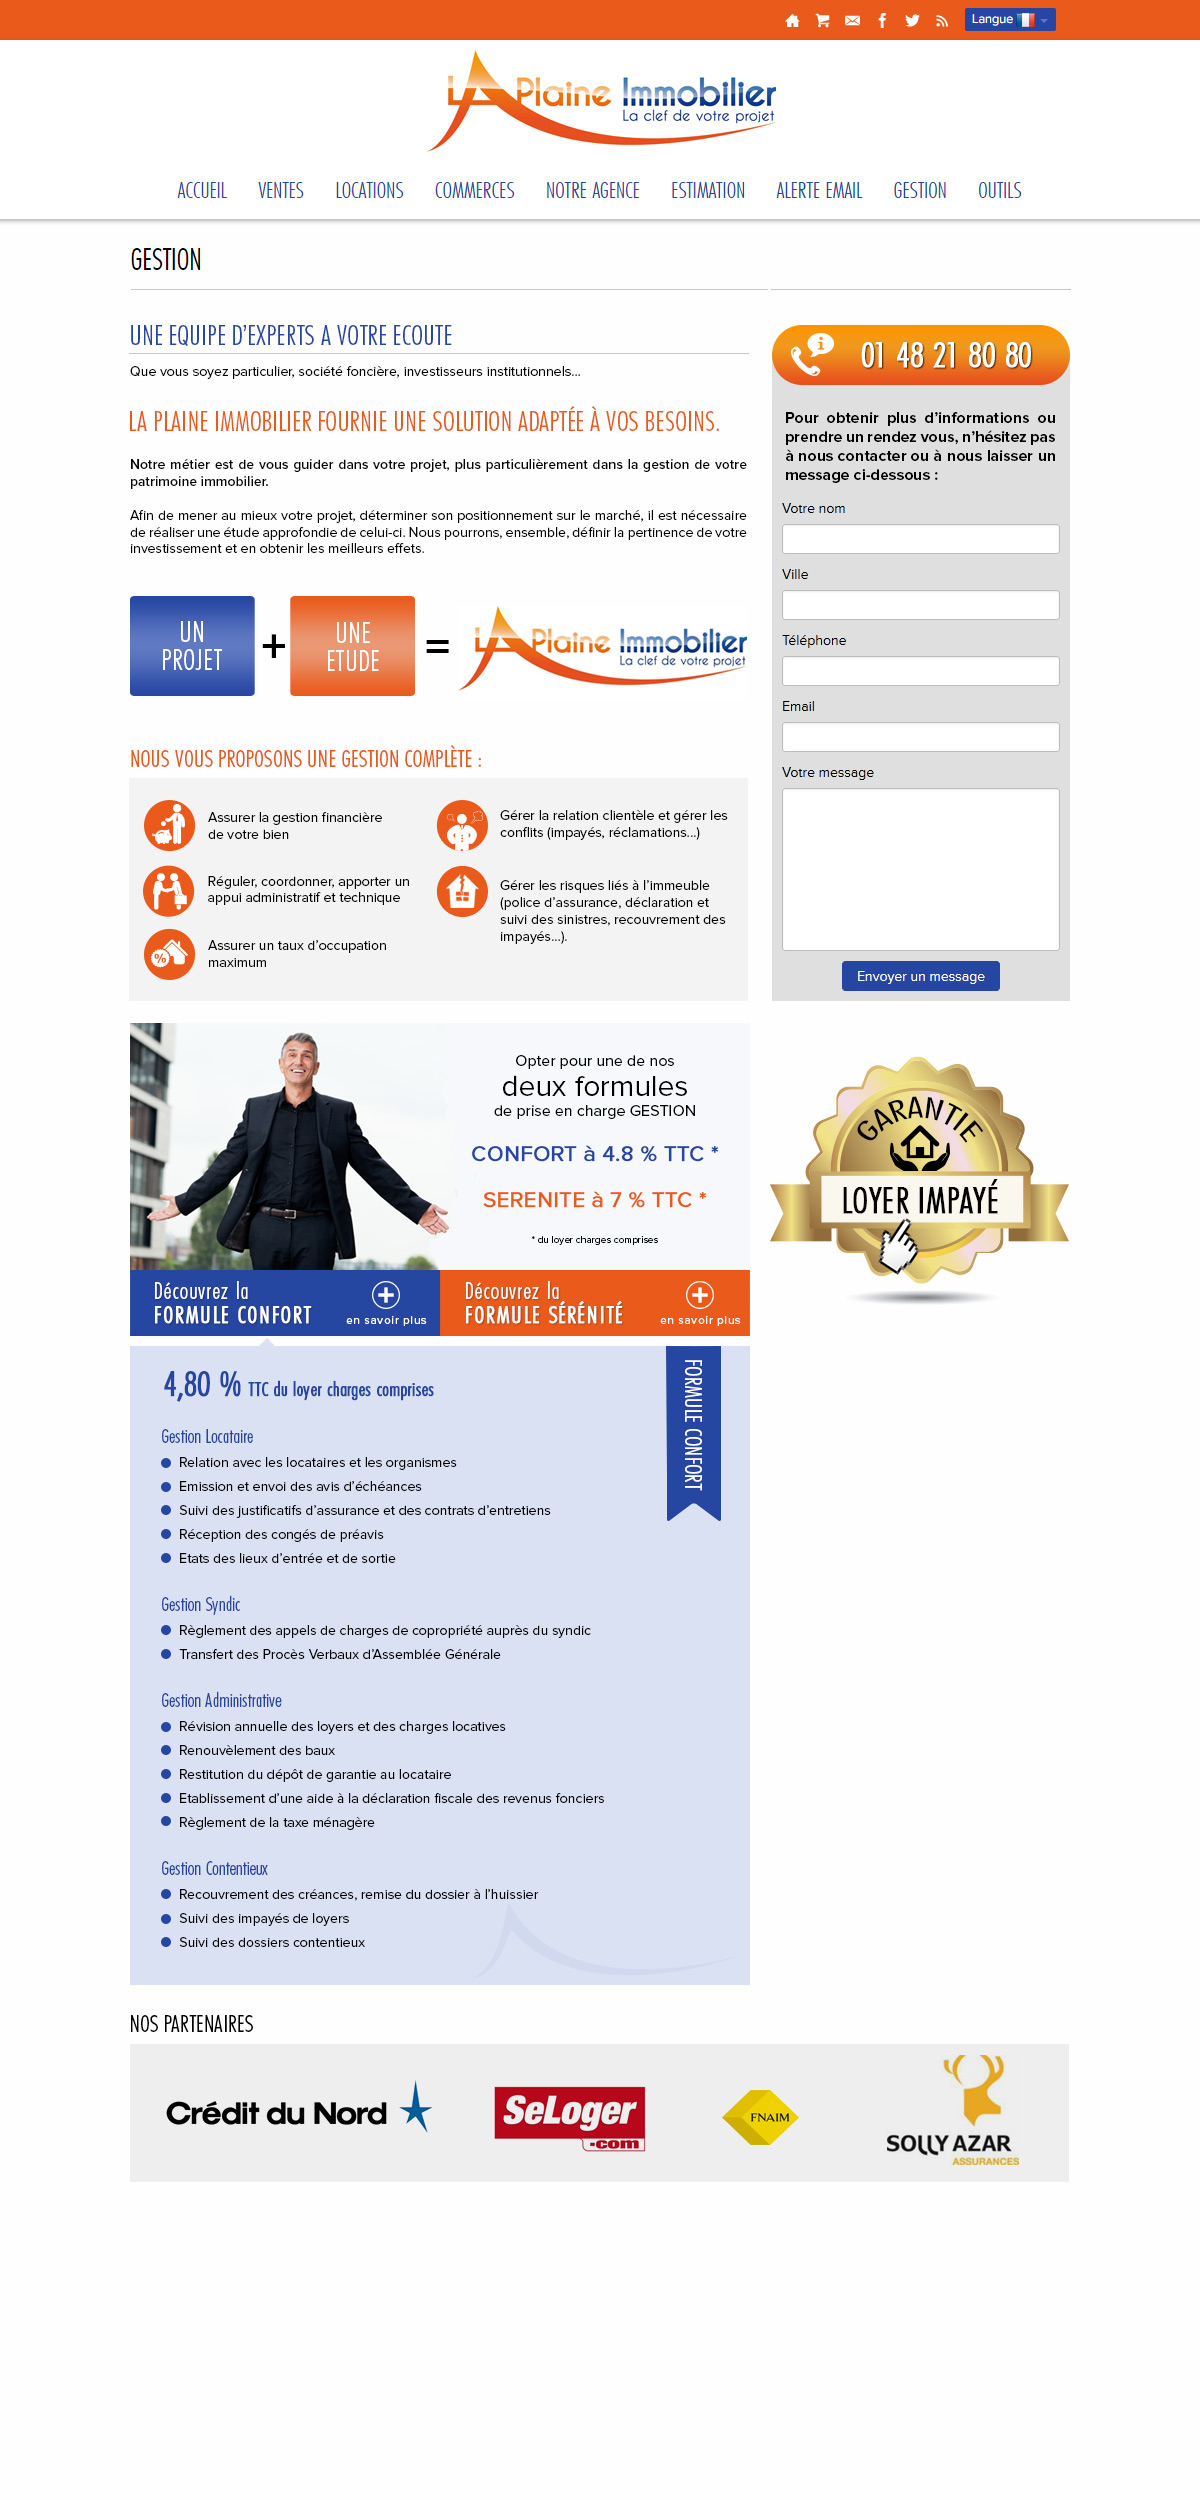 Langue
LA Plaine Immobilier
La clef de votre projet
ACCUEIL VENTES LOCATIONS COMMERCES NOTRE AGENCE ESTIMATION ALERTE EMAIL GESTION OUTILS
GESTION
UNE EQUIPE D'EXPERTS A VOTRE ECOUTE
Que vous soyez particulier, société foncière, investisseurs institutionnels...
LA PLAINE IMMOBILIER FOURNIE UNE SOLUTION ADAPTÉE À VOS BESOINS.
Notre métier est de vous guider dans votre projet, plus particulièrement dans la gestion de votre
patrimoine immobilier.
Afin de mener au mieux votre projet, déterminer son positionnement sur le marché, il est nécessaire
de réaliser une étude approfondie de celui-ci. Nous pourrons, ensemble, définir la pertinence de votre
investissement et en obtenir les meilleurs effets.
UN
PROJET
+
UNE
ETUDE
=
LA Plaine Immobilier
La clef de votre projet
NOUS VOUS PROPOSONS UNE GESTION COMPLÈTE :
Assurer la gestion financière
de votre bien
Réguler, coordonner, apporter un
appui administratif et technique
%
Assurer un taux d'occupation
maximum
Gérer la relation clientèle et gérer les
conflits (impayés, réclamations...)
Gérer les risques liés à l'immeuble
(police d'assurance, déclaration et
suivi des sinistres, recouvrement des
impayés...).
01 48 21 80 80
Pour obtenir plus d'informations ou
prendre un rendez vous, n'hésitez pas
à nous contacter ou à nous laisser un
message ci-dessous :
Votre nom
Ville
Téléphone
Email
Votre message
Envoyer un message
Opter pour une de nos
deux formules
de prise en charge GESTION
CONFORT à 4.8 % TTC *
SERENITE à 7 % TTC *
* du loyer charges comprises
Découvrez la
FORMULE CONFORT
en savoir plus
Découvrez la
FORMULE SÉRÉNITÉ
en savoir plus
GARANTIE
LOYER IMPAYÉ
4,80 % TTC du loyer charges comprises
FORMULE CONFORT
Gestion Locataire
Relation avec les locataires et les organismes
Emission et envoi des avis d'échéances
Suivi des justificatifs d'assurance et des contrats d'entretiens
Réception des congés de préavis
Etats des lieux d'entrée et de sortie
Gestion Syndic
Règlement des appels de charges de copropriété auprès du syndic
Transfert des Procès Verbaux d'Assemblée Générale
Gestion Administrative
Révision annuelle des loyers et des charges locatives
Renouvèlement des baux
Restitution du dépôt de garantie au locataire
Etablissement d'une aide à la déclaration fiscale des revenus fonciers
Règlement de la taxe ménagère
Gestion Contentieux
Recouvrement des créances, remise du dossier à l'huissier
Suivi des impayés de loyers
Suivi des dossiers contentieux
NOS PARTENAIRES
Crédit du Nord
SeLoger
.com
FNAIM
SOLLY AZAR
ASSURANCES